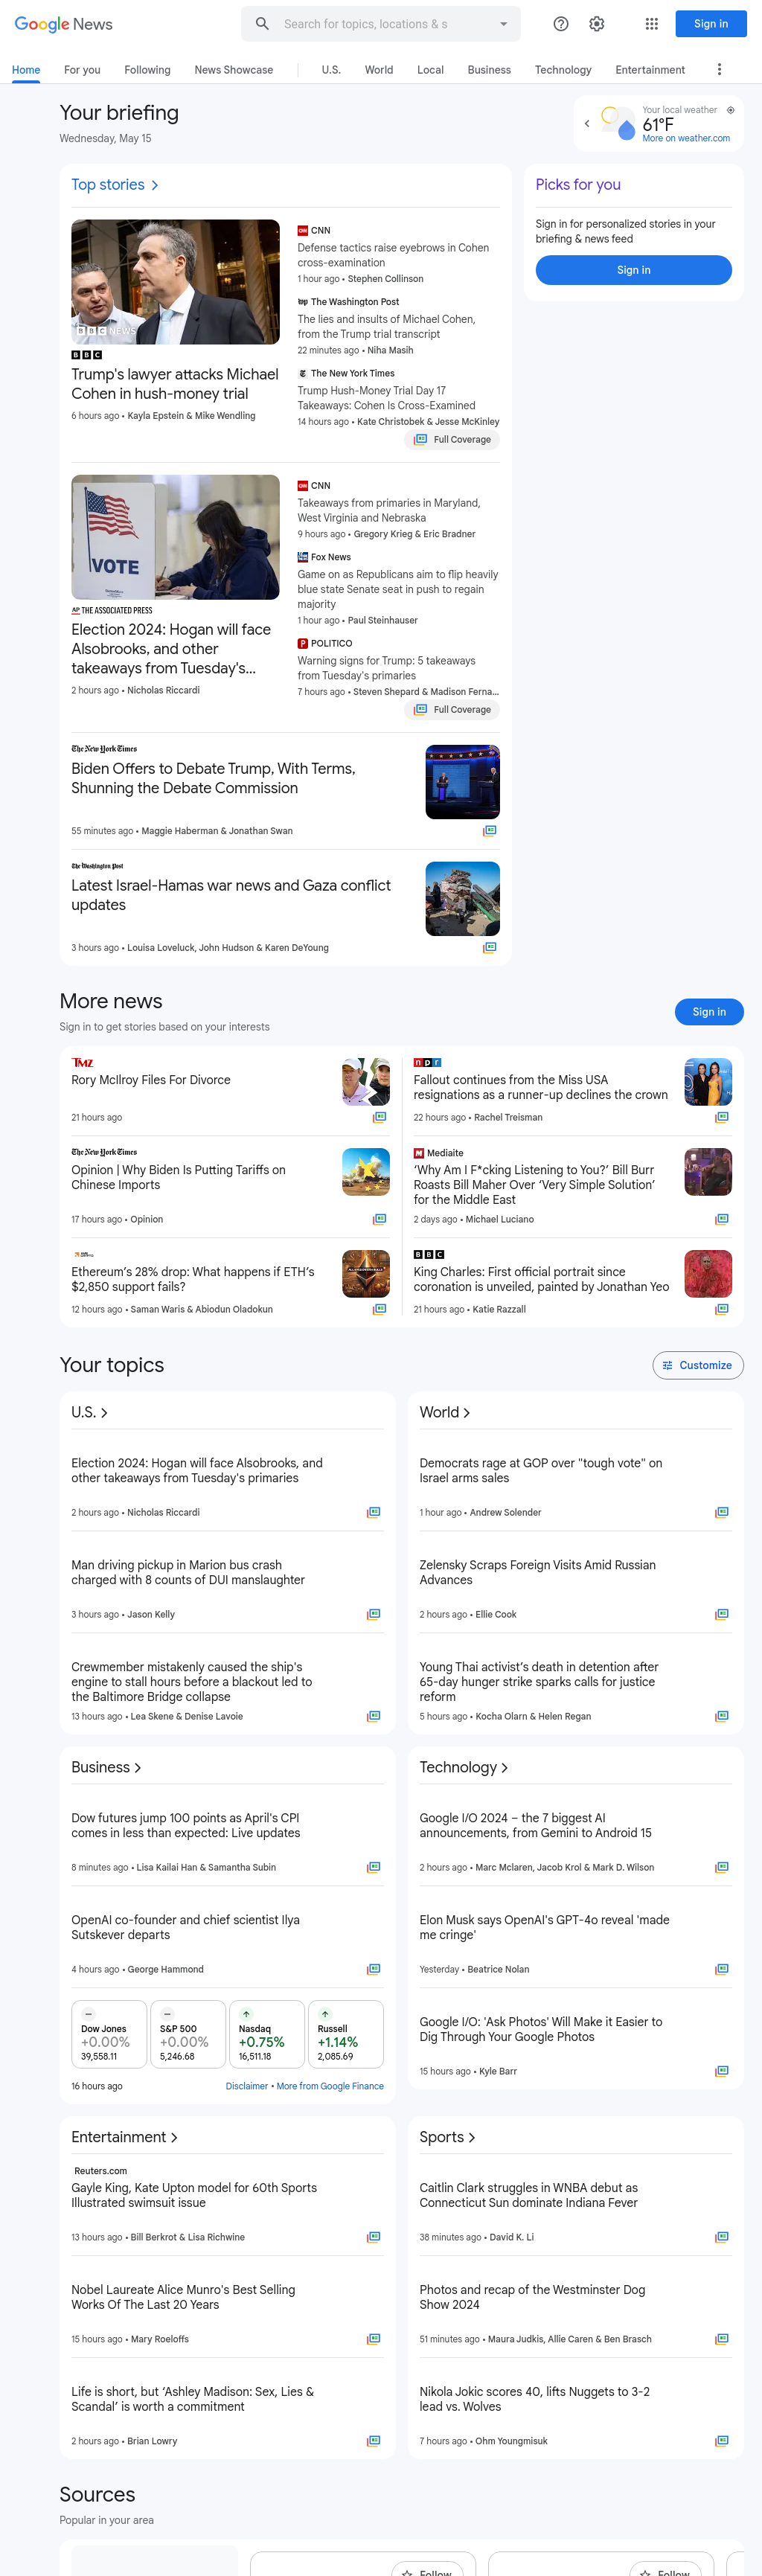 Google News
Search for topics, locations & s
Sign in
Home
For you
Following
News Showcase
U.S.
World
Local
Business
Technology
Entertainment
Your briefing
Wednesday, May 15
Your local weather
61°F
More on weather.com
Top stories
BBC NEWS
BBC
Trump's lawyer attacks Michael
Cohen in hush-money trial
6 hours ago • Kayla Epstein & Mike Wendling
CNN
Defense tactics raise eyebrows in Cohen
cross-examination
1 hour ago • Stephen Collinson
The Washington Post
The lies and insults of Michael Cohen,
from the Trump trial transcript
22 minutes ago • Niha Masih
The New York Times
Trump Hush-Money Trial Day 17
Takeaways: Cohen Is Cross-Examined
14 hours ago • Kate Christobek & Jesse McKinley
Full Coverage
Picks for you
Sign in for personalized stories in your
briefing & news feed
Sign in
VOTE
AP THE ASSOCIATED PRESS
Election 2024: Hogan will face
Alsobrooks, and other
takeaways from Tuesday's...
2 hours ago • Nicholas Riccardi
CNN
Takeaways from primaries in Maryland,
West Virginia and Nebraska
9 hours ago • Gregory Krieg & Eric Bradner
Fox News
Game on as Republicans aim to flip heavily
blue state Senate seat in push to regain
majority
1 hour ago • Paul Steinhauser
POLITICO
Warning signs for Trump: 5 takeaways
from Tuesday's primaries
7 hours ago • Steven Shepard & Madison Ferna...
Full Coverage
The New York Times
Biden Offers to Debate Trump, With Terms,
Shunning the Debate Commission
55 minutes ago • Maggie Haberman & Jonathan Swan
The Washington Post
Latest Israel-Hamas war news and Gaza conflict
updates
3 hours ago • Louisa Loveluck, John Hudson & Karen DeYoung
More news
Sign in to get stories based on your interests
Sign in
TMZ
Rory McIlroy Files For Divorce
21 hours ago
npr
Fallout continues from the Miss USA
resignations as a runner-up declines the crown
22 hours ago • Rachel Treisman
The New York Times
Opinion | Why Biden Is Putting Tariffs on
Chinese Imports
17 hours ago • Opinion
Mediaite
‘Why Am I F*cking Listening to You?’ Bill Burr
Roasts Bill Maher Over ‘Very Simple Solution’
for the Middle East
2 days ago • Michael Luciano
Ethereum’s 28% drop: What happens if ETH’s
$2,850 support fails?
12 hours ago • Saman Waris & Abiodun Oladokun
BBC
King Charles: First official portrait since
coronation is unveiled, painted by Jonathan Yeo
21 hours ago • Katie Razzall
Your topics
Customize
U.S.
Election 2024: Hogan will face Alsobrooks, and
other takeaways from Tuesday's primaries
2 hours ago • Nicholas Riccardi
Man driving pickup in Marion bus crash
charged with 8 counts of DUI manslaughter
3 hours ago • Jason Kelly
Crewmember mistakenly caused the ship's
engine to stall hours before a blackout led to
the Baltimore Bridge collapse
13 hours ago • Lea Skene & Denise Lavoie
World
Democrats rage at GOP over "tough vote" on
Israel arms sales
1 hour ago • Andrew Solender
Zelensky Scraps Foreign Visits Amid Russian
Advances
2 hours ago • Ellie Cook
Young Thai activist’s death in detention after
65-day hunger strike sparks calls for justice
reform
5 hours ago • Kocha Olarn & Helen Regan
Business
Dow futures jump 100 points as April's CPI
comes in less than expected: Live updates
8 minutes ago • Lisa Kailai Han & Samantha Subin
OpenAI co-founder and chief scientist Ilya
Sutskever departs
4 hours ago • George Hammond
Dow Jones
+0.00%
39,558.11
S&P 500
+0.00%
5,246.68
Nasdaq
+0.75%
16,511.18
Russell
+1.14%
2,085.69
16 hours ago
Disclaimer • More from Google Finance
Technology
Google I/O 2024 – the 7 biggest AI
announcements, from Gemini to Android 15
2 hours ago • Marc Mclaren, Jacob Krol & Mark D. Wilson
Elon Musk says OpenAI's GPT-4o reveal 'made
me cringe'
Yesterday • Beatrice Nolan
Google I/O: 'Ask Photos' Will Make it Easier to
Dig Through Your Google Photos
15 hours ago • Kyle Barr
Entertainment
Reuters.com
Gayle King, Kate Upton model for 60th Sports
Illustrated swimsuit issue
13 hours ago • Bill Berkrot & Lisa Richwine
Nobel Laureate Alice Munro's Best Selling
Works Of The Last 20 Years
15 hours ago • Mary Roeloffs
Life is short, but ‘Ashley Madison: Sex, Lies &
Scandal’ is worth a commitment
2 hours ago • Brian Lowry
Sports
Caitlin Clark struggles in WNBA debut as
Connecticut Sun dominate Indiana Fever
38 minutes ago • David K. Li
Photos and recap of the Westminster Dog
Show 2024
51 minutes ago • Maura Judkis, Allie Caren & Ben Brasch
Nikola Jokic scores 40, lifts Nuggets to 3-2
lead vs. Wolves
7 hours ago • Ohm Youngmisuk
Sources
Popular in your area
Follow
Follow